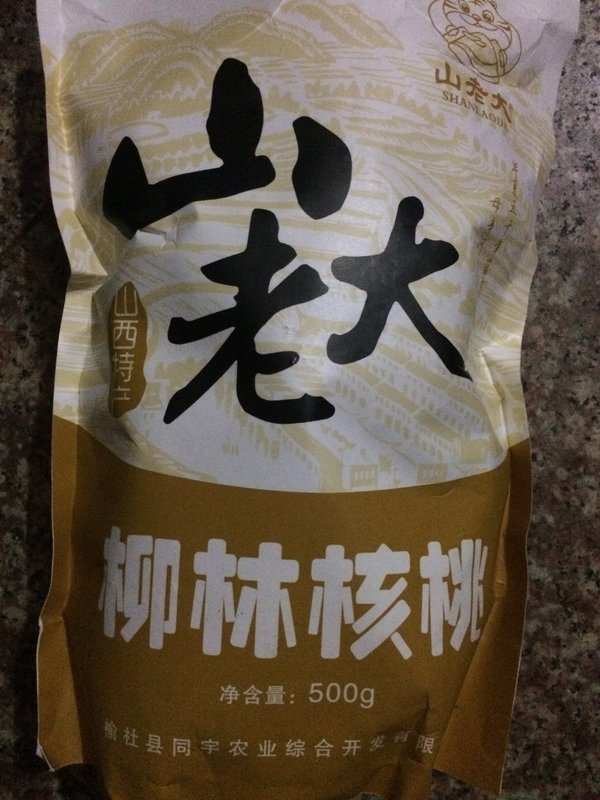 山老大
SHANLAODA
山老大
山西特产
柳林核桃
净含量：500g
榆社县同宇农业综合开发有限